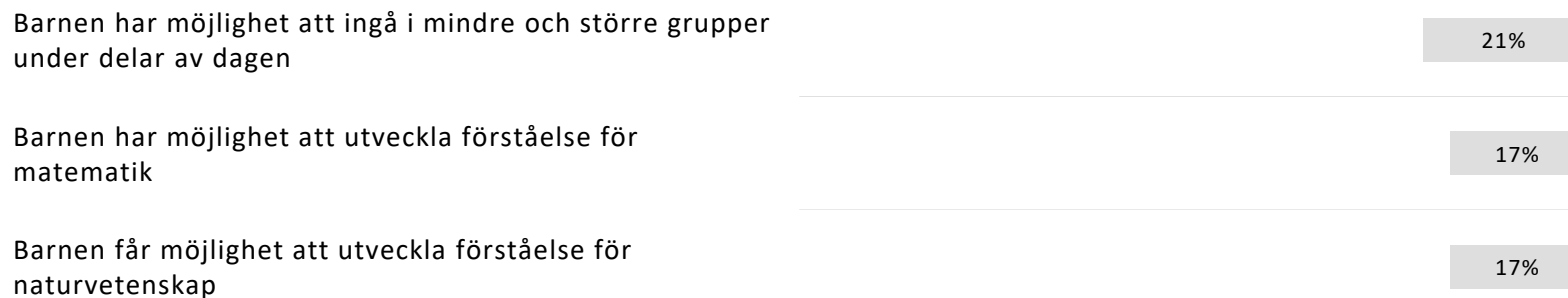 Barnen har möjlighet att ingå i mindre och större grupper
under delar av dagen
21%
Barnen har möjlighet att utveckla förståelse för
matematik
17%
Barnen får möjlighet att utveckla förståelse för
naturvetenskap
17%